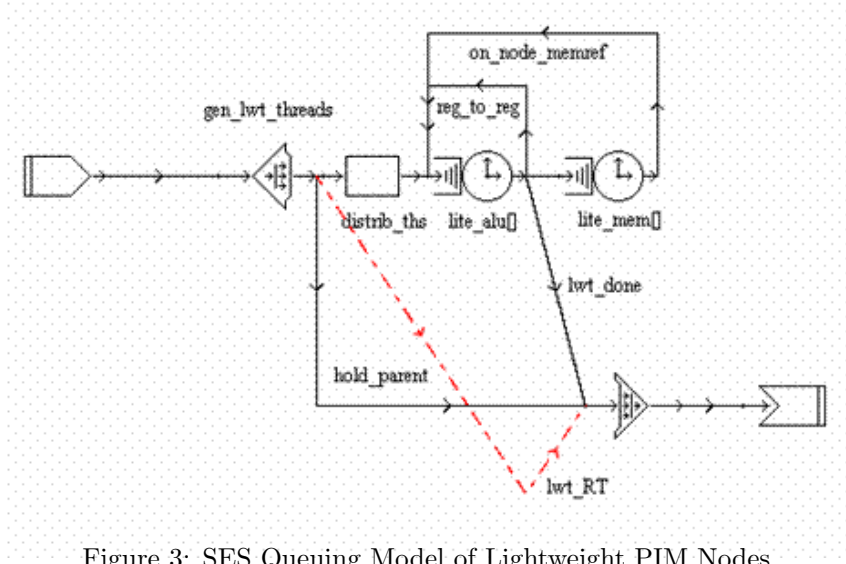 on_node_memref
reg_to_reg
gen_lwt_threads
distrib_ths
lite_alu[]
lite_mem[]
lwt_done
hold_parent
lwt_RT
Figure 3: SES Queuing Model of Lightweight PIM Nodes